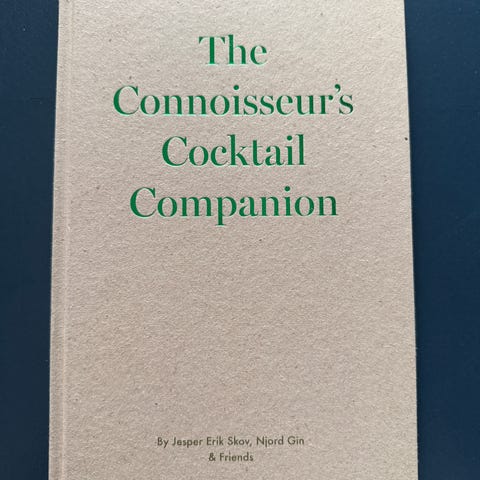 The
Connoisseur's
Cocktail
Companion
By Jesper Erik Skov, Njord Gin
& Friends